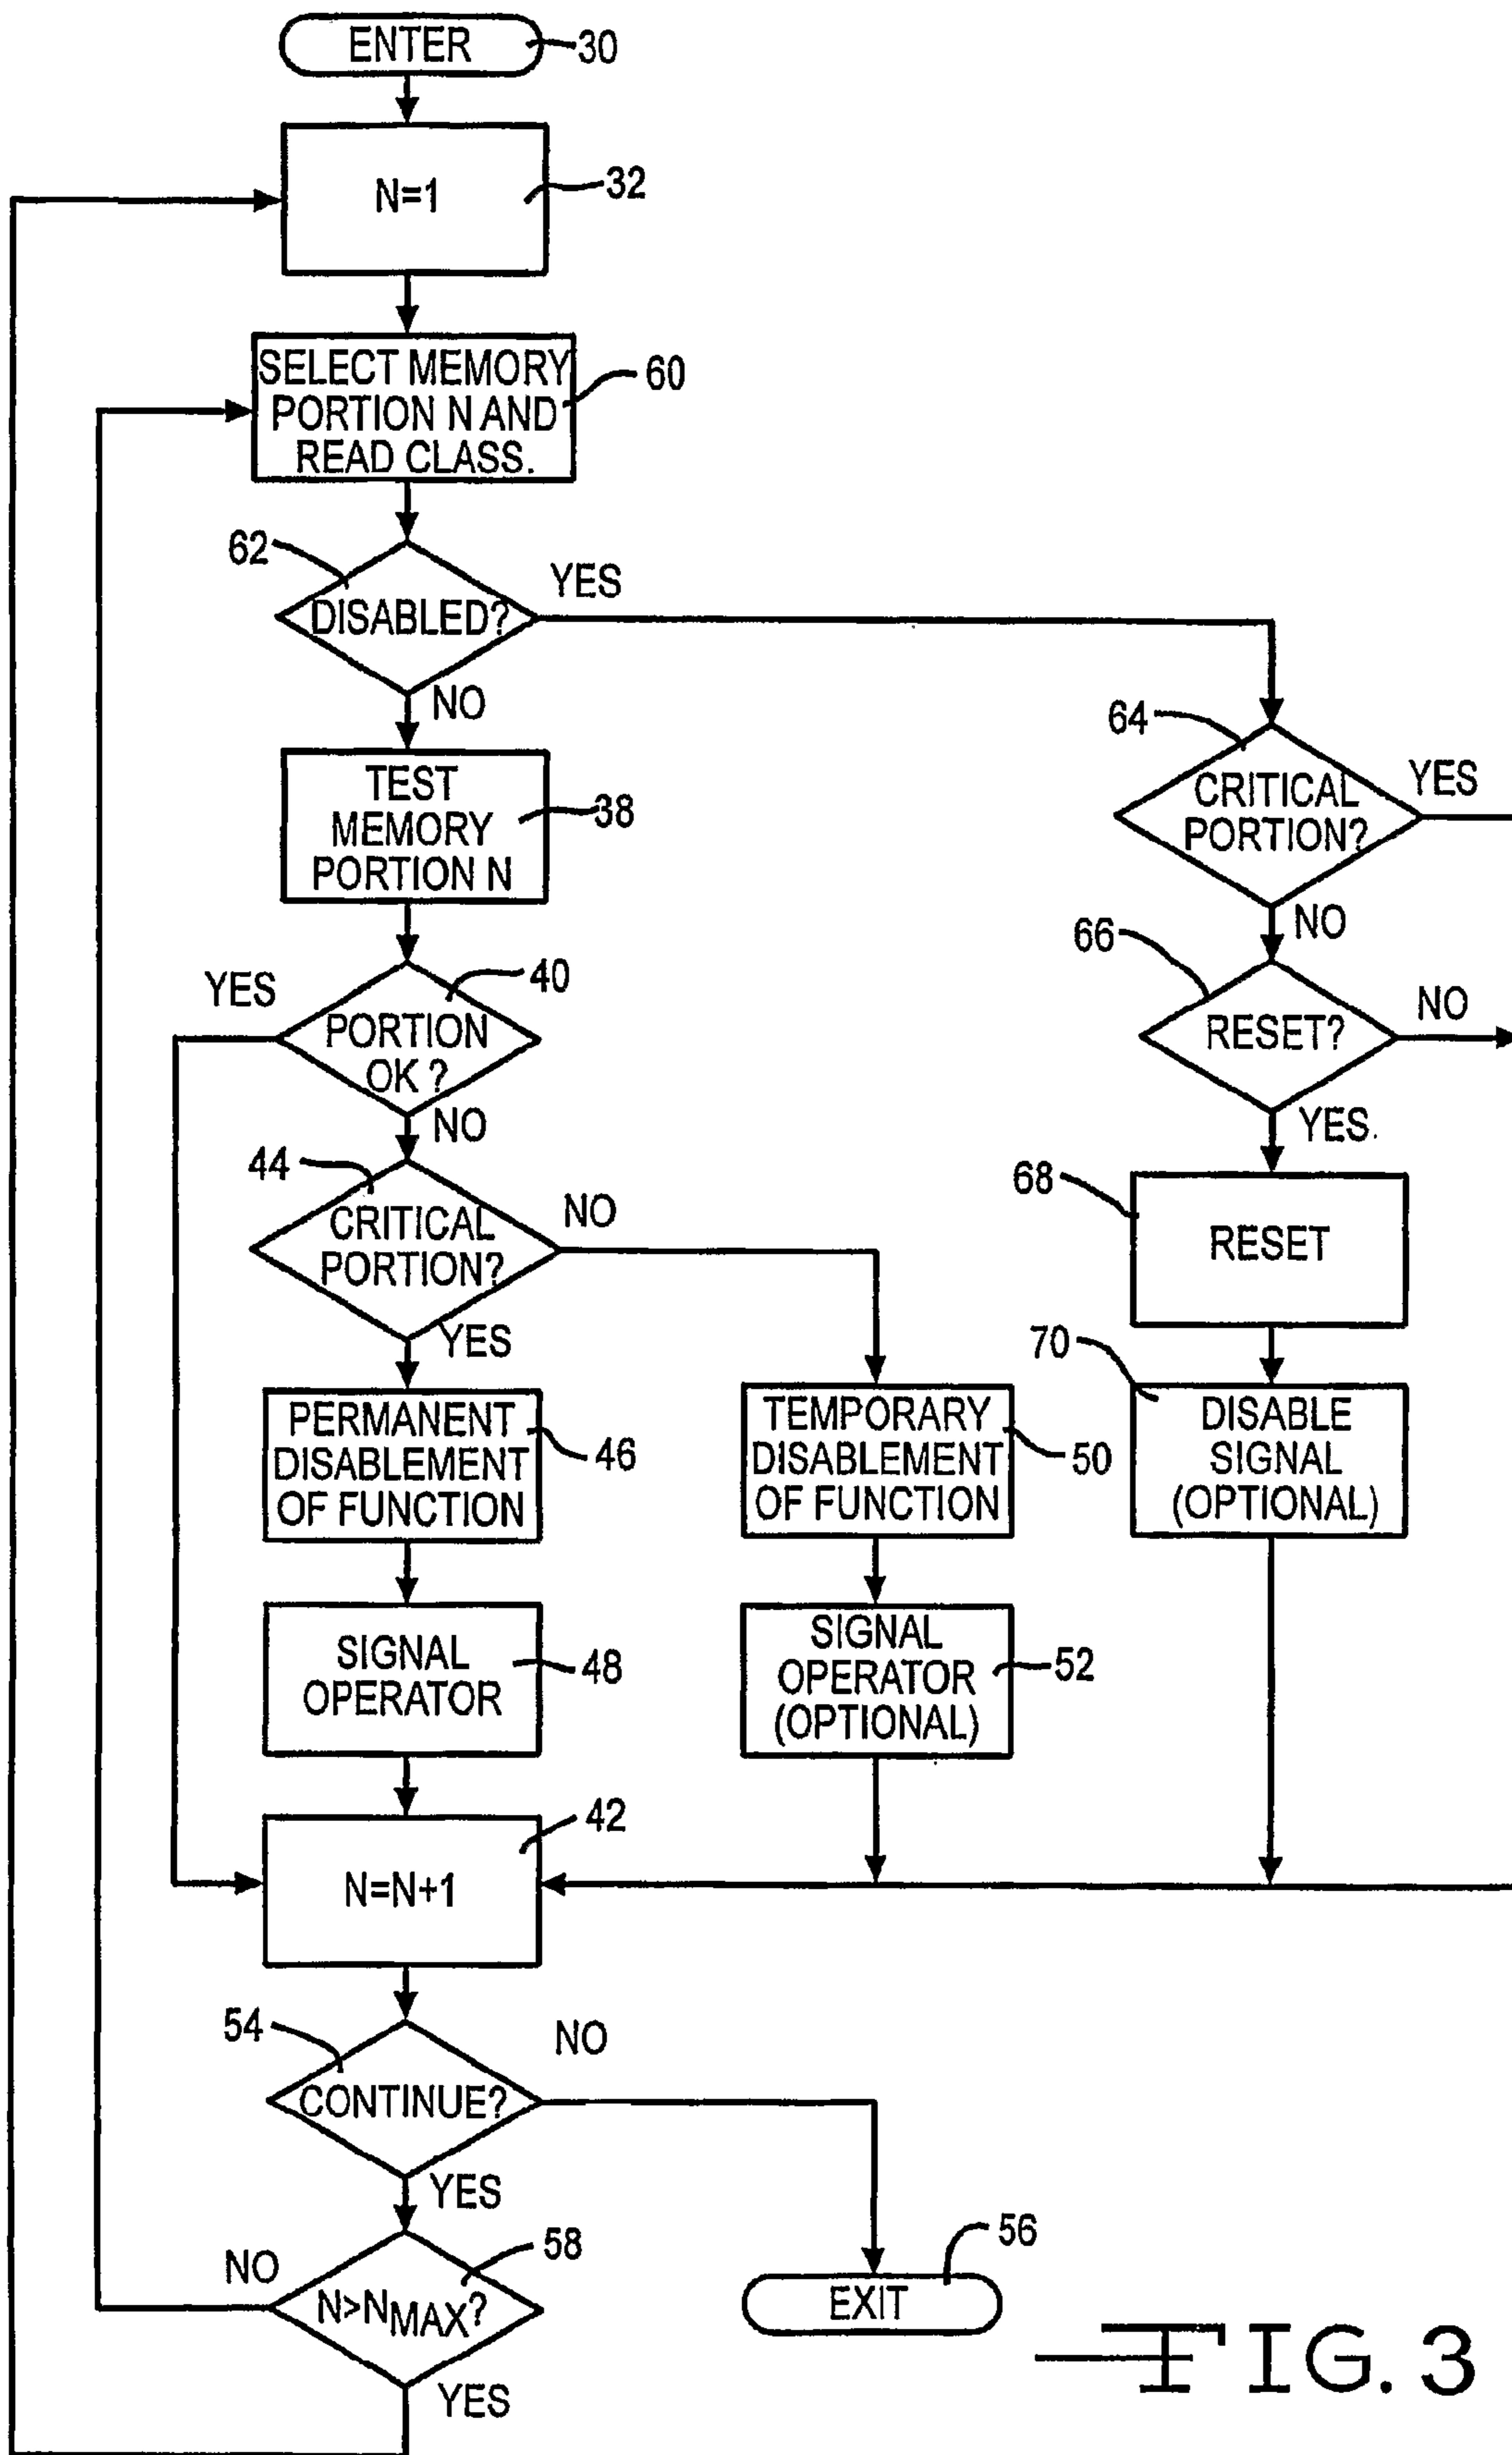 ENTER
30
N=1
32
SELECT MEMORY
PORTION N AND
READ CLASS.
60
62
DISABLED?
YES
NO
64
CRITICAL
PORTION?
YES
NO
TEST
MEMORY
PORTION N
38
66
RESET?
NO
YES.
YES
40
PORTION
OK?
NO
44
CRITICAL
PORTION?
NO
YES
68
RESET
70
DISABLE
SIGNAL
(OPTIONAL)
PERMANENT
DISABLEMENT
OF FUNCTION
46
TEMPORARY
DISABLEMENT
OF FUNCTION
50
SIGNAL
OPERATOR
48
SIGNAL
OPERATOR
(OPTIONAL)
52
42
N=N+1
54
CONTINUE?
NO
YES
58
NO
N>NMAX?
YES
56
EXIT
FIG. 3